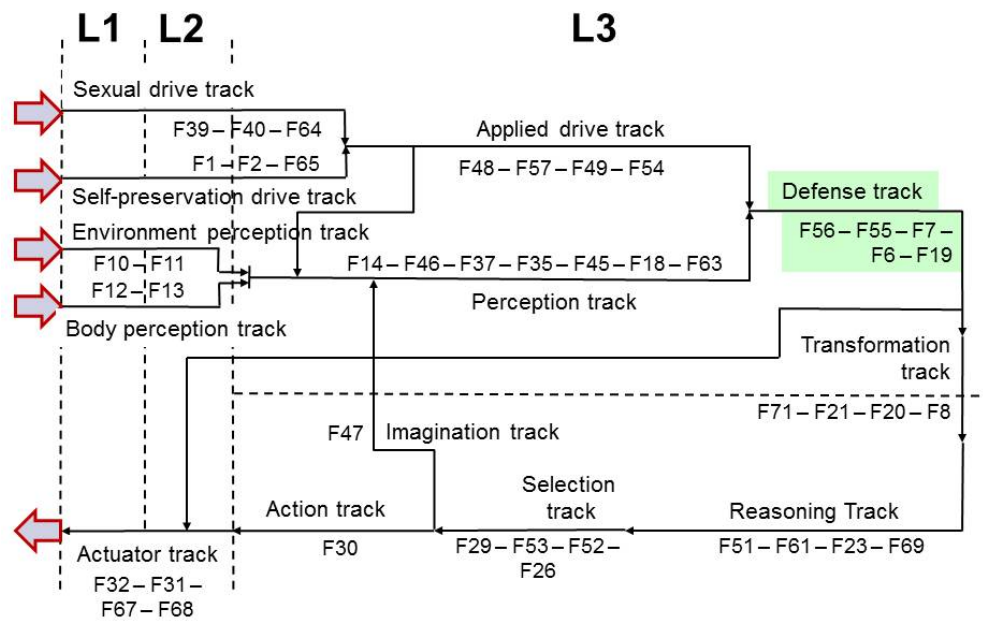 L1 L2 L3
Sexual drive track
F39 – F40 – F64
Applied drive track
F1 – F2 – F65
F48 – F57 – F49 – F54
Self-preservation drive track
Defense track
F56 – F55 – F7 –
F6 – F19
Environment perception track
F10 – F11
F14 – F46 – F37 – F35 – F45 – F18 – F63
F12 – F13
Perception track
Body perception track
Transformation
track
F71 – F21 – F20 – F8
F47 Imagination track
Selection
track
Action track
Reasoning Track
F30
F29 – F53 – F52 –
F26
F51 – F61 – F23 – F69
Actuator track
F32 – F31 –
F67 – F68